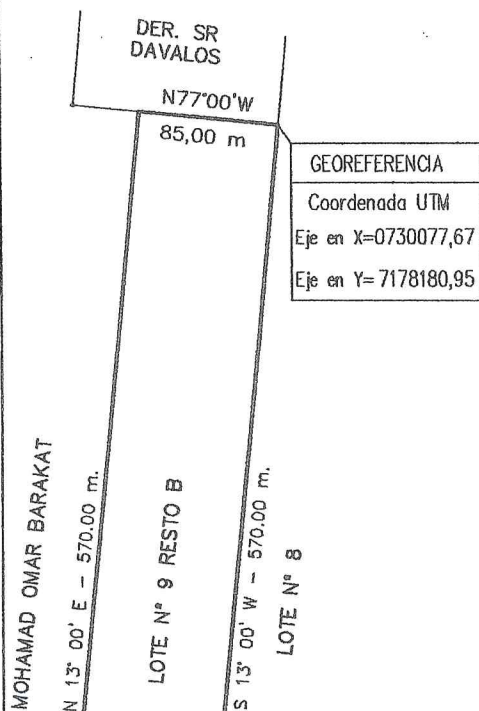 DER. SR
DAVALOS
N77°00'W
85,00 m
GEOREFERENCIA
Coordenada UTM
Eje en X=0730077,67
Eje en Y= 7178180,95
MOHAMAD OMAR BARAKAT
N 13° 00' E - 570.00 m.
LOTE Nº 9 RESTO B
S 13° 00' W - 570.00 m.
LOTE Nº 8